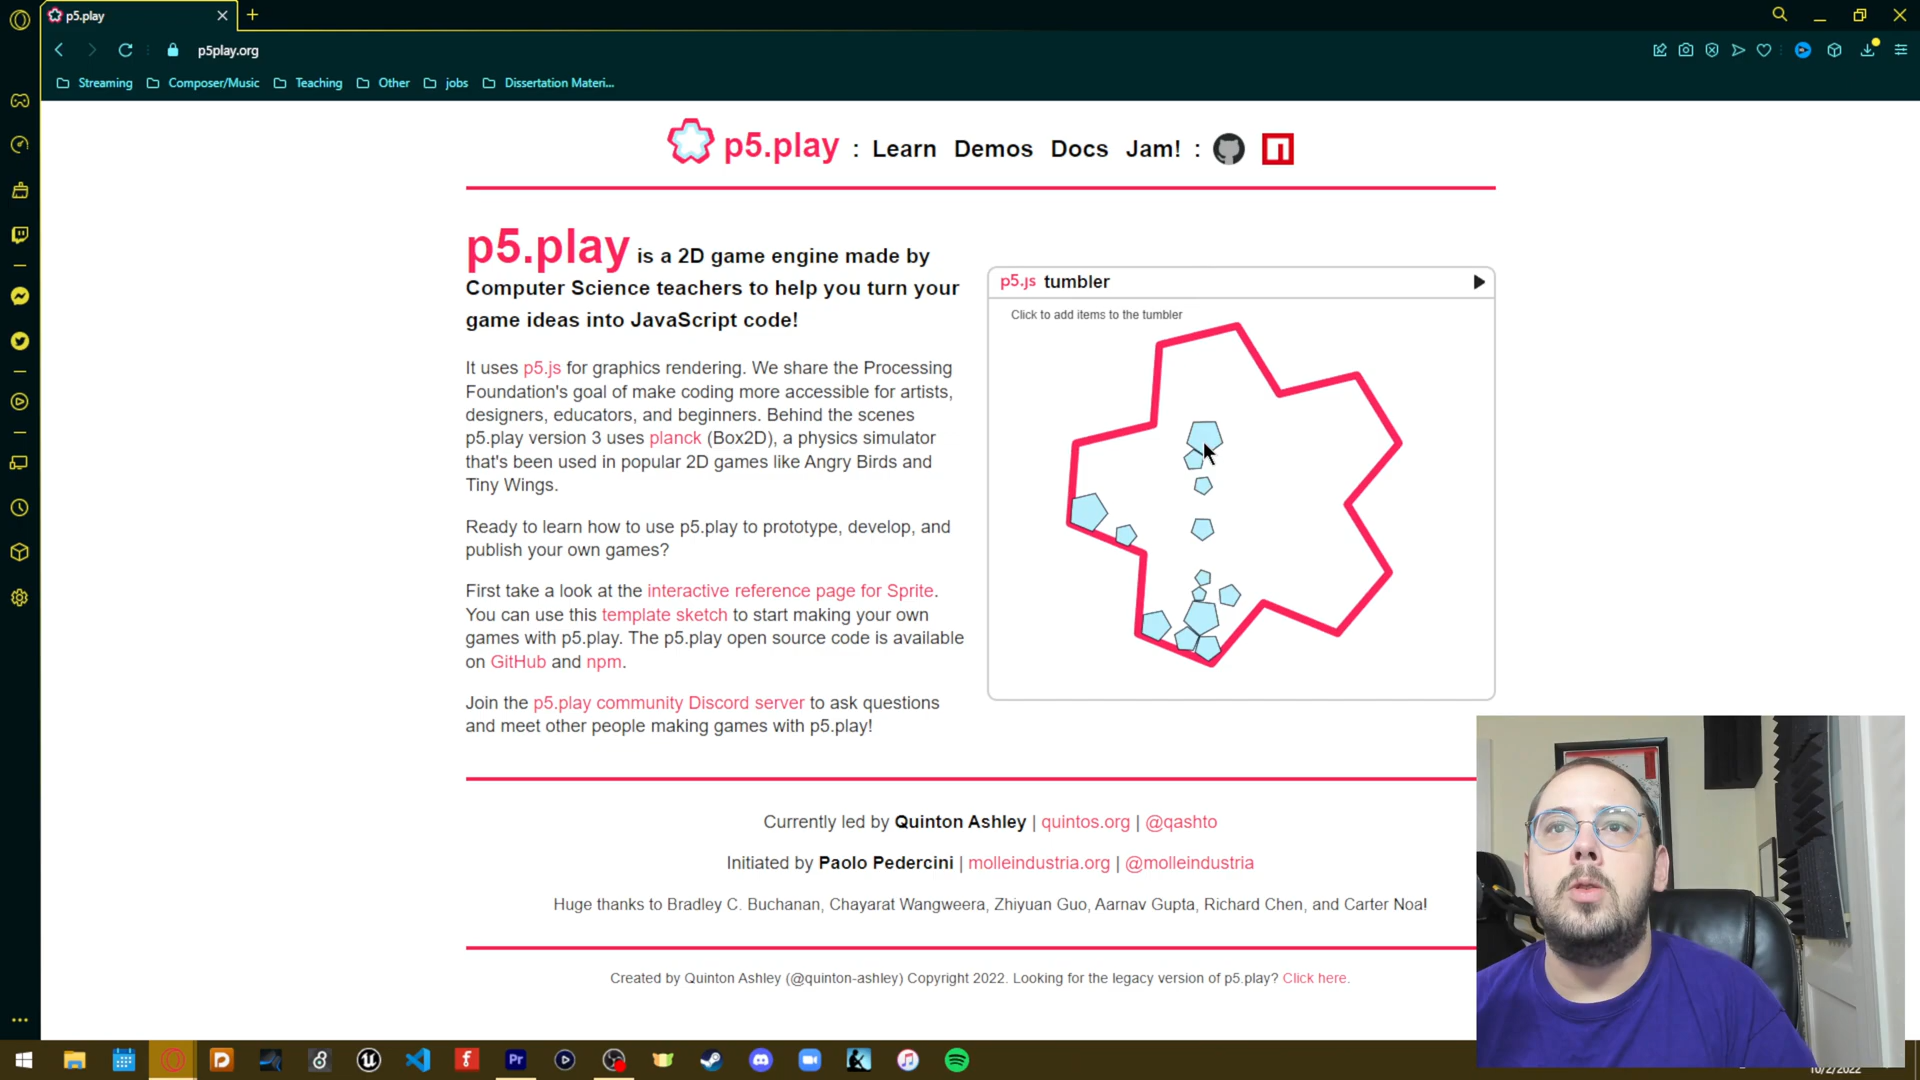 p5.play
p5play.org
Streaming Composer/Music Teaching Other jobs Dissertation Materi...
p5.play : Learn Demos Docs Jam! :
p5.play is a 2D game engine made by
Computer Science teachers to help you turn your
game ideas into JavaScript code!
It uses p5.js for graphics rendering. We share the Processing
Foundation's goal of make coding more accessible for artists,
designers, educators, and beginners. Behind the scenes
p5.play version 3 uses planck (Box2D), a physics simulator
that's been used in popular 2D games like Angry Birds and
Tiny Wings.
Ready to learn how to use p5.play to prototype, develop, and
publish your own games?
First take a look at the interactive reference page for Sprite.
You can use this template sketch to start making your own
games with p5.play. The p5.play open source code is available
on GitHub and npm.
Join the p5.play community Discord server to ask questions
and meet other people making games with p5.play!
p5.js tumbler
Click to add items to the tumbler
Currently led by Quinton Ashley | quintos.org | @qashto
Initiated by Paolo Pedercini | molleindustria.org | @molleindustria
Huge thanks to Bradley C. Buchanan, Chayarat Wangweera, Zhiyuan Guo, Aarnav Gupta, Richard Chen, and Carter Noa!
Created by Quinton Ashley (@quinton-ashley) Copyright 2022. Looking for the legacy version of p5.play? Click here.
Pr
10/2/2022